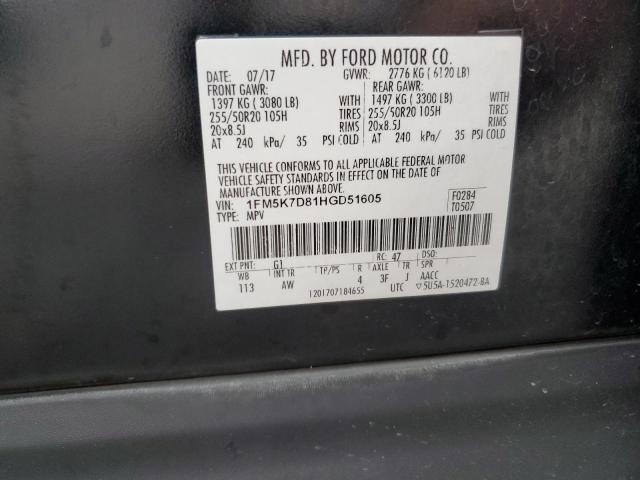 MFD. BY FORD MOTOR CO.
DATE: 07/17 GVWR: 2776 KG ( 6120 LB)
FRONT GAWR: REAR GAWR:
1397 KG ( 3080 LB) WITH 1497 KG ( 3300 LB) WITH
255/50R20 105H TIRES 255/50R20 105H TIRES
20x8.5J RIMS 20x8.5J RIMS
AT 240 kPa/ 35 PSI COLD AT 240 kPa/ 35 PSI COLD
THIS VEHICLE CONFORMS TO ALL APPLICABLE FEDERAL MOTOR
VEHICLE SAFETY STANDARDS IN EFFECT ON THE DATE OF
MANUFACTURE SHOWN ABOVE.
VIN: 1FM5K7D81HGD51605 F0284
TYPE: MPV T0507
EXT PNT: G1 RC: 47 DSO:
WB INT TR TP/PS R AXLE TR SPR
113 AW 4 3F J AACC
1201707184655 UTC ▽5U5A-1520472-BA